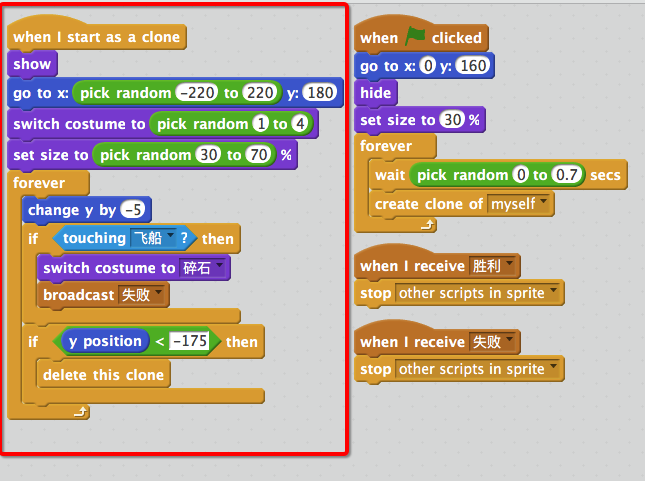 when I start as a clone
show
go to x: pick random -220 to 220 y: 180
switch costume to pick random 1 to 4
set size to pick random 30 to 70 %
forever
change y by -5
if touching 飞船 ? then
switch costume to 碎石
broadcast 失败
if y position < -175 then
delete this clone
when clicked
go to x: 0 y: 160
hide
set size to 30 %
forever
wait pick random 0 to 0.7 secs
create clone of myself
when I receive 胜利
stop other scripts in sprite
when I receive 失败
stop other scripts in sprite